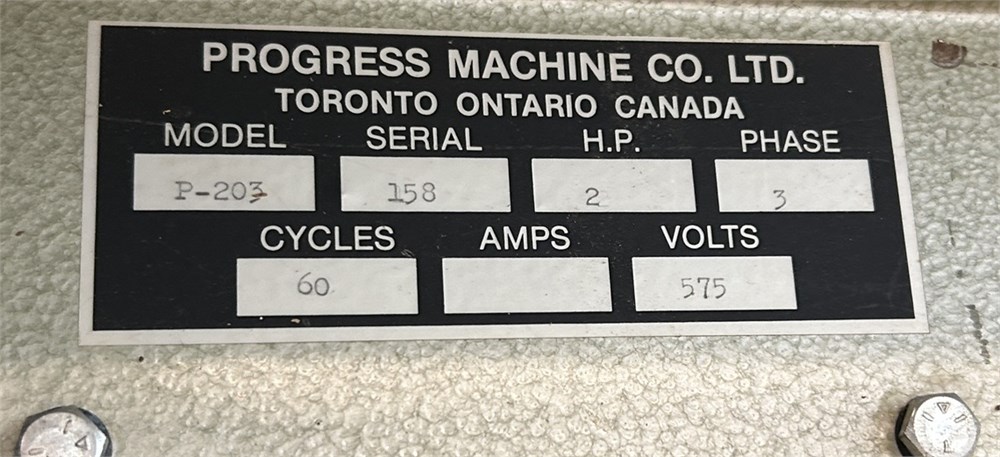 PROGRESS MACHINE CO. LTD.
TORONTO ONTARIO CANADA
MODEL SERIAL H.P. PHASE
P-203 158 2 3
CYCLES AMPS VOLTS
60 575